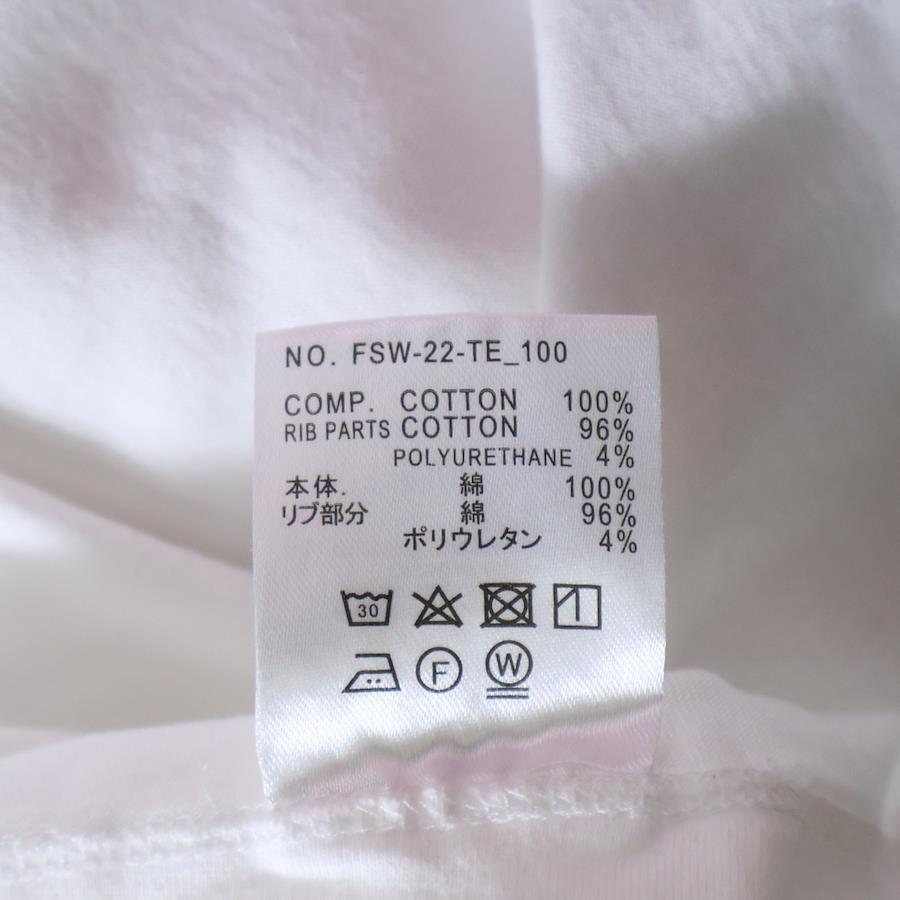 NO. FSW-22-TE_100
COMP. COTTON 100%
RIB PARTS COTTON 96%
POLYURETHANE 4%
本体. 綿 100%
リブ部分 綿 96%
ポリウレタン 4%
30
F W